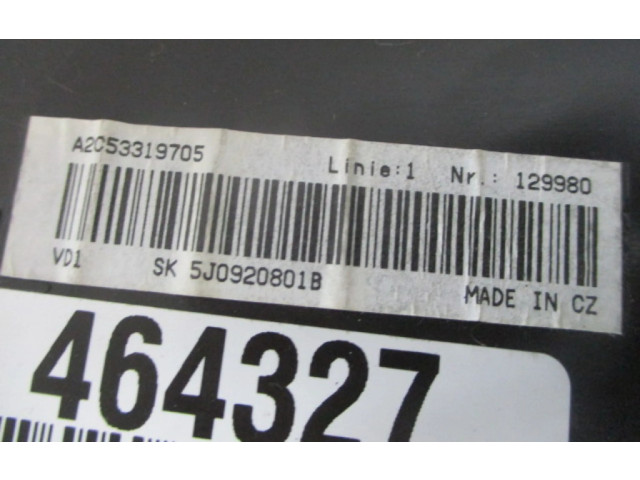 A2C53319705 Linie:1 Nr.: 129980
VD1 SK 5J0920801B MADE IN CZ
464327